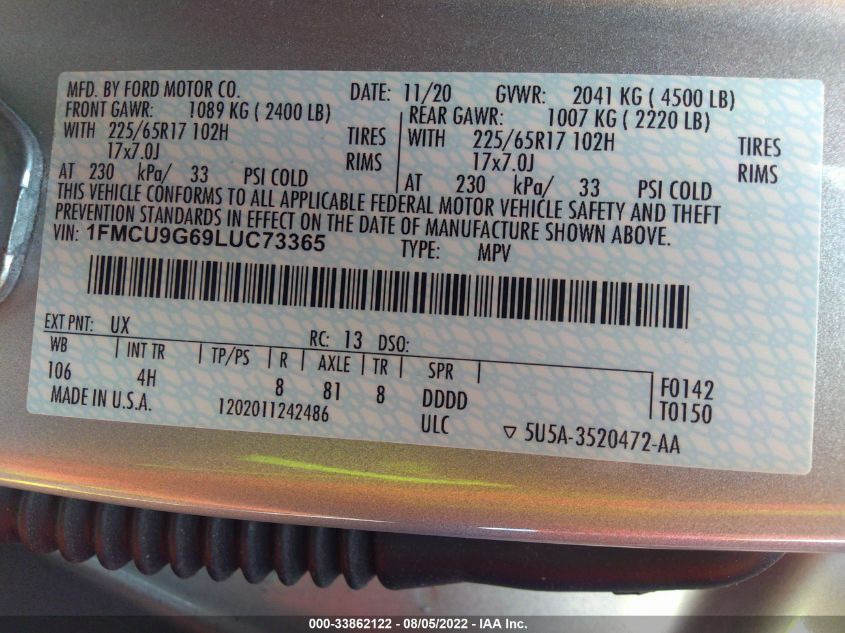 MFD. BY FORD MOTOR CO. DATE: 11/20 GVWR: 2041 KG ( 4500 LB)
FRONT GAWR: 1089 KG ( 2400 LB) REAR GAWR: 1007 KG ( 2220 LB)
WITH 225/65R17 102H TIRES WITH 225/65R17 102H TIRES
17x7.0J RIMS 17x7.0J RIMS
AT 230 kPa/ 33 PSI COLD AT 230 kPa/ 33 PSI COLD
THIS VEHICLE CONFORMS TO ALL APPLICABLE FEDERAL MOTOR VEHICLE SAFETY AND THEFT
PREVENTION STANDARDS IN EFFECT ON THE DATE OF MANUFACTURE SHOWN ABOVE.
VIN: 1FMCU9G69LUC73365 TYPE: MPV
EXT PNT: UX RC: 13 DSO:
WB INT TR TP/PS R AXLE TR SPR
106 4H 8 81 8 DDDD F0142
MADE IN U.S.A. 1202011242486 ULC T0150
▽ 5U5A-3520472-AA
000-33862122 - 08/05/2022 - IAA Inc.